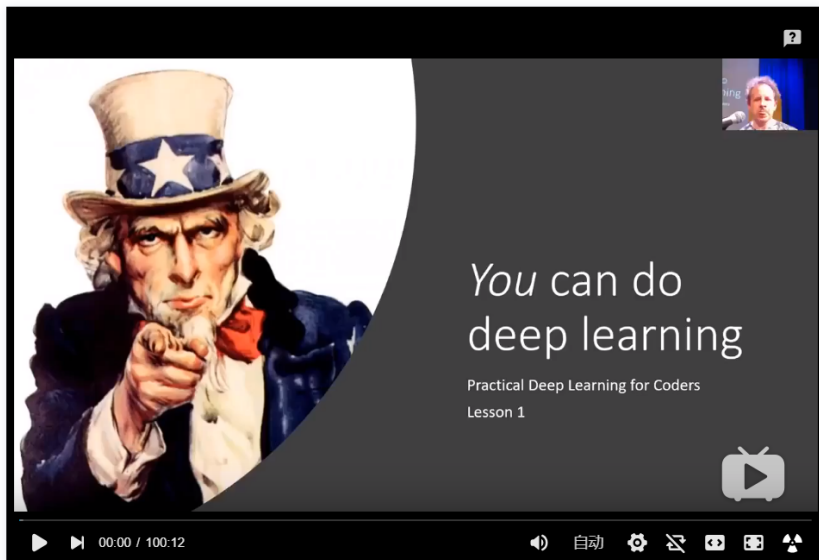 You can do
deep learning
Practical Deep Learning for Coders
Lesson 1
00:00 / 100:12
自动